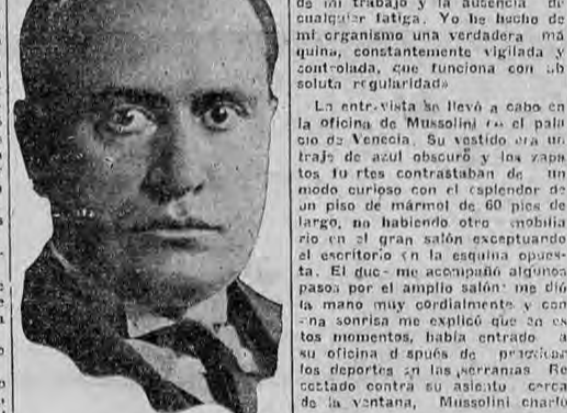 de mi trabajo y la ausencia de
cualquier fatiga. Yo he hecho de
mi organismo una verdadera má
quina, constantemente vigilada y
controlada, que funciona con ab
soluta regularidad»
La entrevista se llevó a cabo en
la oficina de Mussolini en el pala
cio de Venecia. Su vestido era un
traje de azul obscuro y los zapa
tos fu rtes contrastaban de un
modo curioso con el esplendor de
un piso de mármol de 60 pies de
largo, no habiendo otro mobilia
rio en el gran salón exceptuando
el escritorio en la esquina opues-
ta. El duc- me acompañó algunos
pasos por el amplio salón: me dió
la mano muy cordialmente y con
una sonrisa me explicó que en es
tos momentos, había entrado a
su oficina d spués de practicar
los deportes en las serranías Re
costado contra su asiento cerca
de la ventana, Mussolini charló